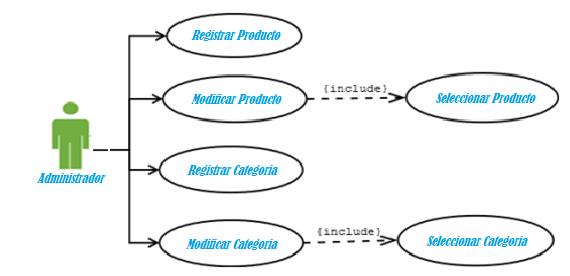 Registrar Producto
Modificar Producto
{include}
Seleccionar Producto
Administrador
Registrar Categoria
Modificar Categoria
{include}
Seleccionar Categoria